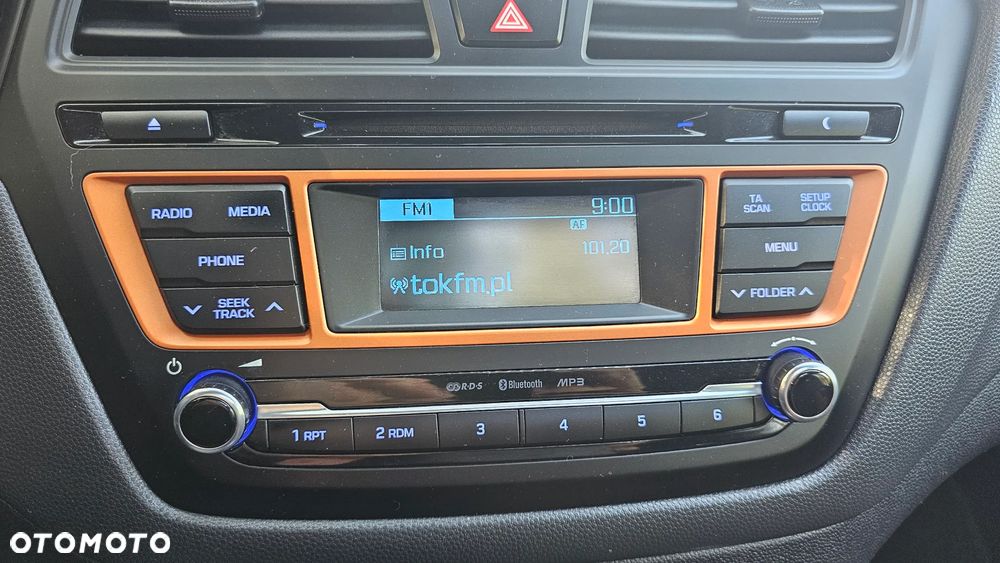 RADIO MEDIA
PHONE
SEEK
TRACK
FM1 9:00
AF
Info 101.20
tokfm.pl
TA
SCAN
SETUP
CLOCK
MENU
FOLDER
R·D·S Bluetooth MP3
1 RPT 2 RDM 3 4 5 6
OTOMOTO